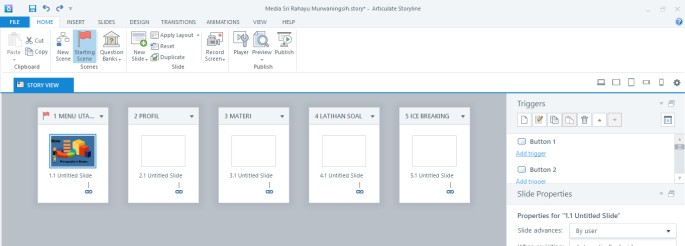 Media Sri Rahayu Murwaningsih.story* - Articulate Storyline
FILE HOME INSERT SLIDES DESIGN TRANSITIONS ANIMATIONS VIEW HELP
Paste Cut Copy
Clipboard
New Scene Starting Scene Question Banks
Scenes
New Slide Apply Layout Reset Duplicate
Slide
Record Screen
Player Preview Publish
Publish
STORY VIEW
1 MENU UTA... 2 PROFIL 3 MATERI 4 LATIHAN SOAL 5 ICE BREAKING
1.1 Untitled Slide 2.1 Untitled Slide 3.1 Untitled Slide 4.1 Untitled Slide 5.1 Untitled Slide
Triggers
Button 1
Add trigger
Button 2
Add trigger
Slide Properties
Properties for "1.1 Untitled Slide"
Slide advances: By user